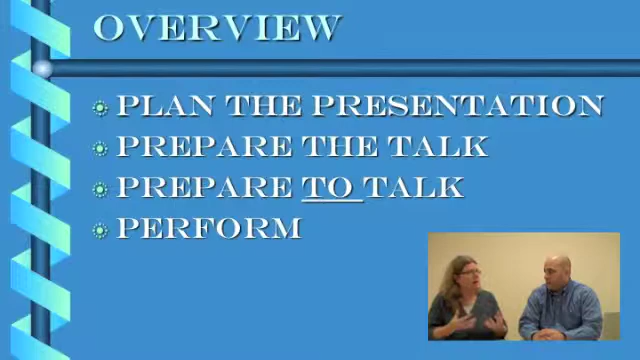 OVERVIEW
PLAN THE PRESENTATION
PREPARE THE TALK
PREPARE TO TALK
PERFORM